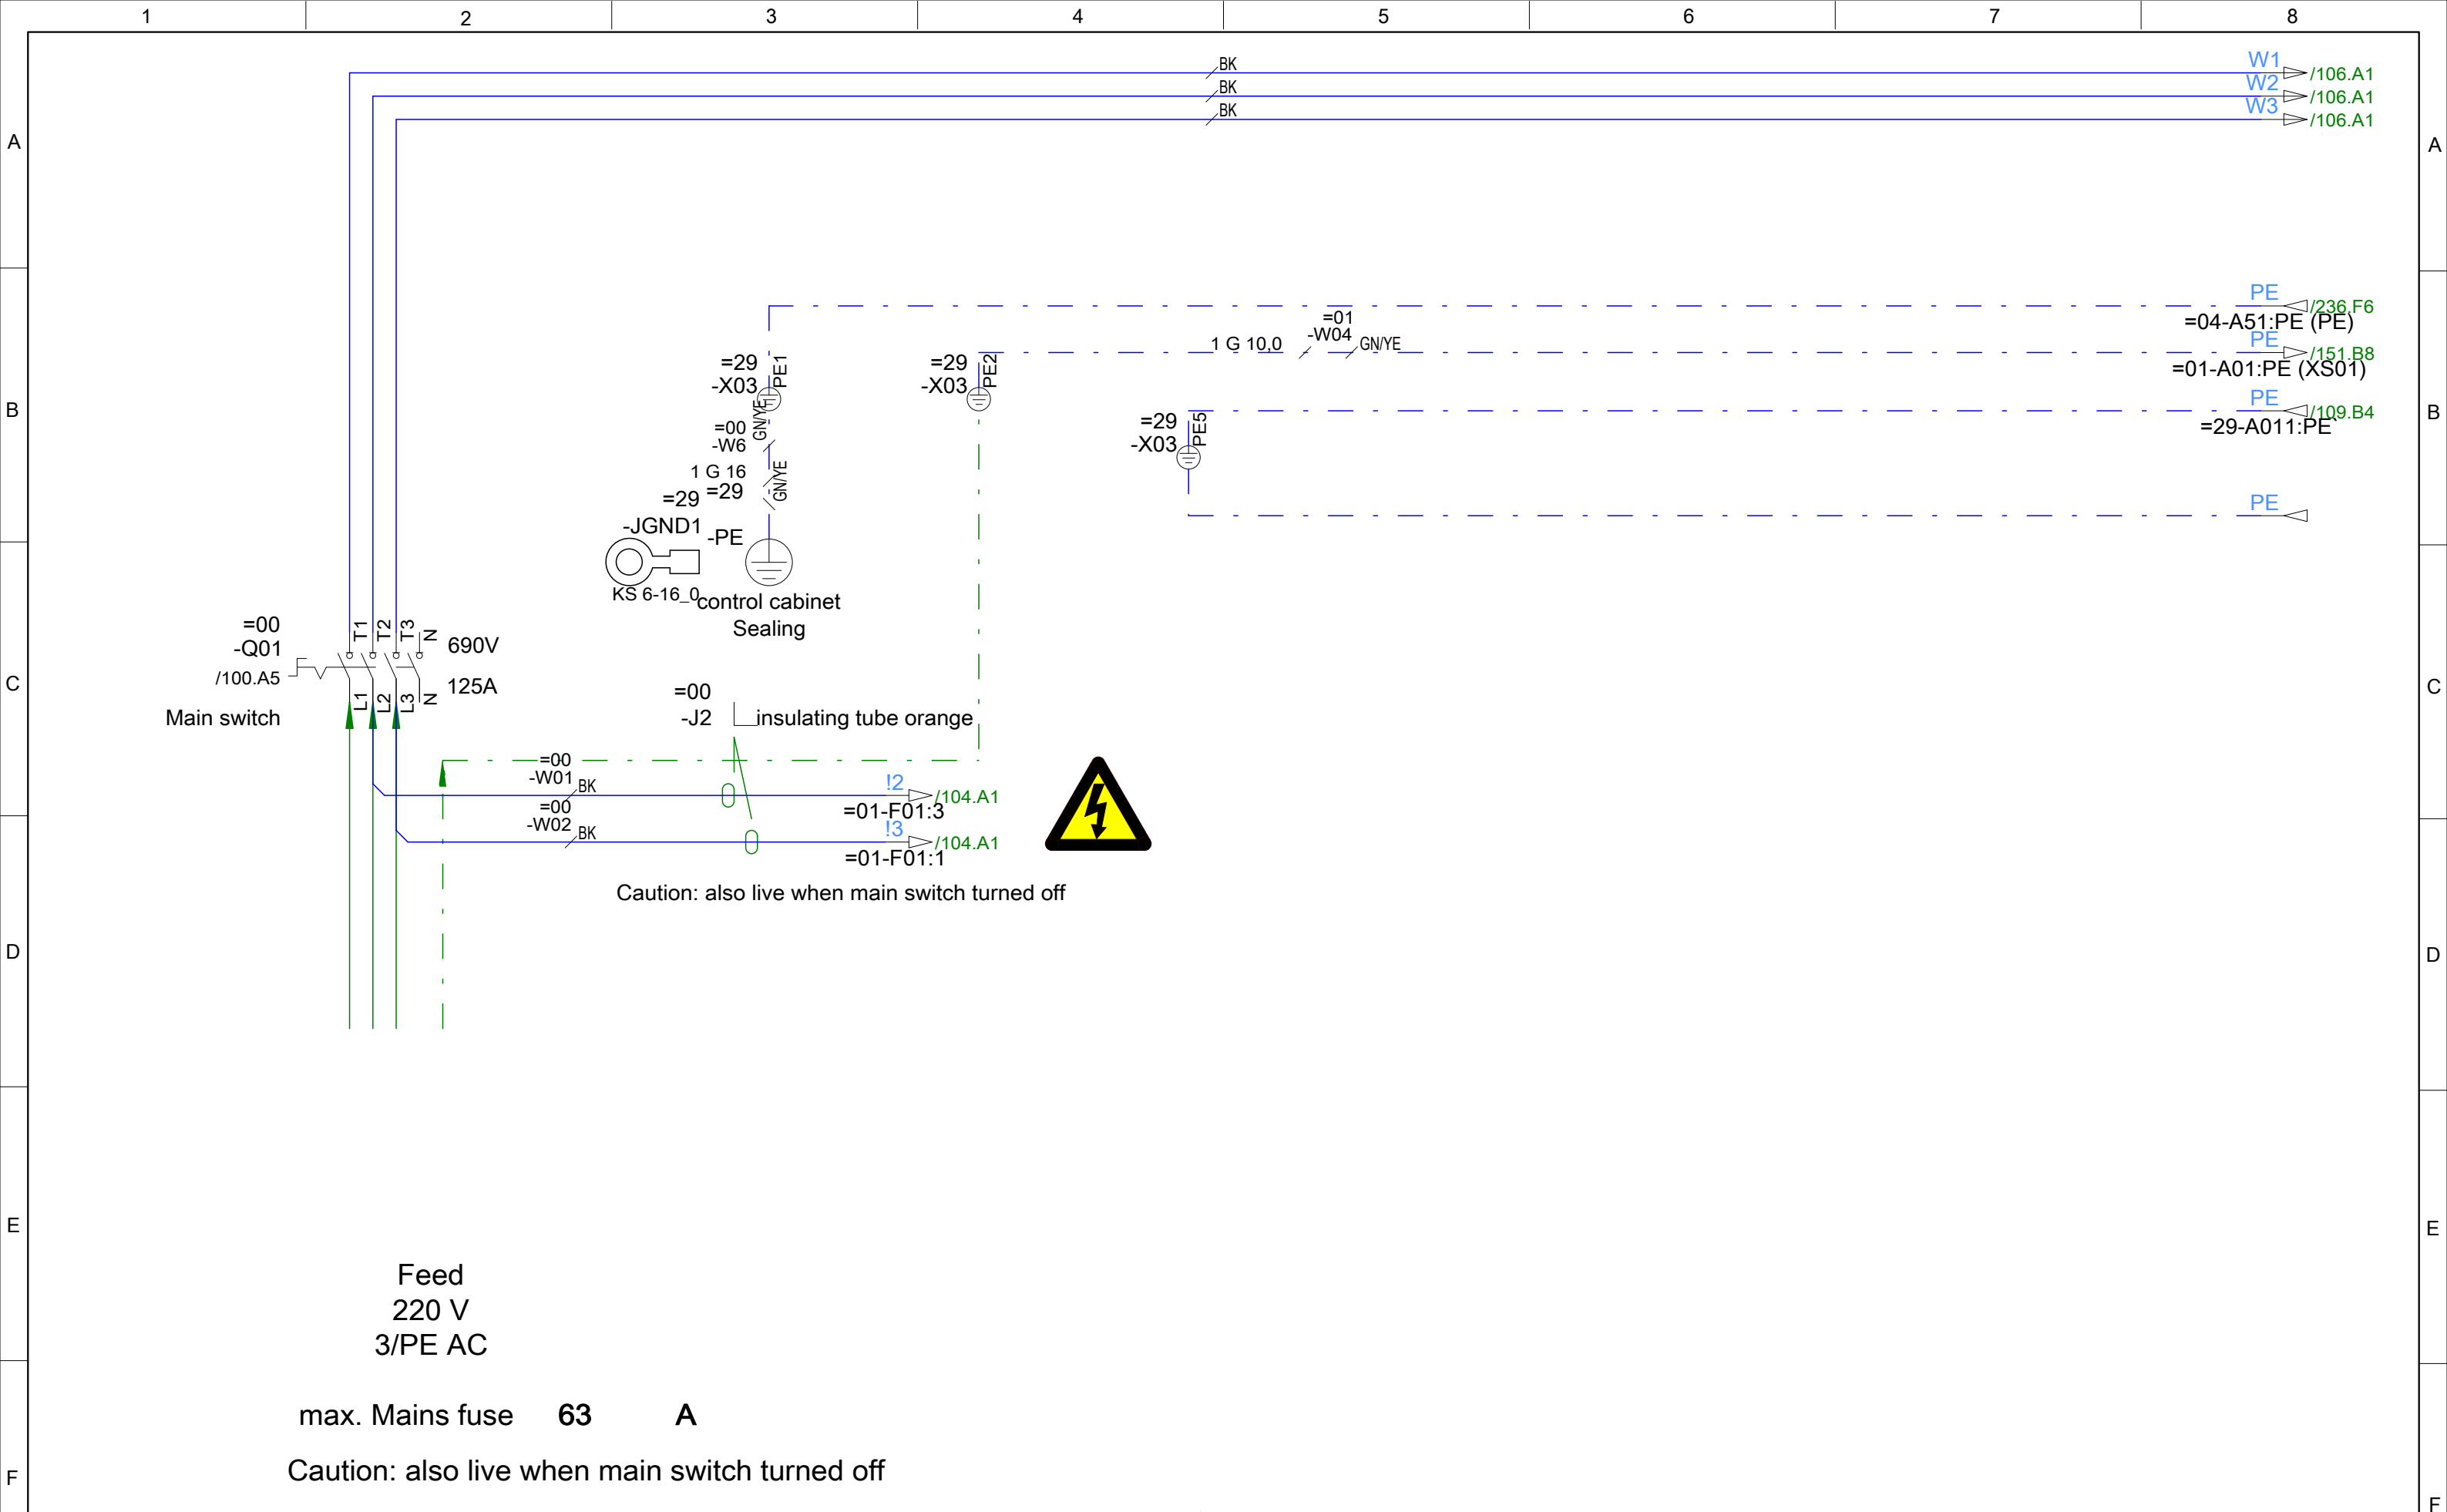 1 2 3 4 5 6 7 8
W1
BK /106.A1
W2
BK /106.A1
W3
BK /106.A1
A A
PE
/236.F6
=04-A51:PE (PE)
=01
-W04
1 G 10,0 GN/YE
PE
/151.B8
=01-A01:PE (XS01)
=29
-X03 PE1
=29
-X03 PE2
PE
/109.B4
=29-A011:PE
B B
=29
-X03 PE5
GN/YE
=00
-W6
1 G 16
GN/YE
=29
=29
-JGND1
-PE
PE
KS 6-16_0
control cabinet
Sealing
=00
-Q01
/100.A5
Main switch
T1 T2 T3 N
690V
125A
L1 L2 L3 N
C C
=00
-J2
insulating tube orange
=00
-W01 BK
!2
/104.A1
=01-F01:3
=00
-W02 BK
!3
/104.A1
=01-F01:1
Caution: also live when main switch turned off
D D
E E
Feed
220 V
3/PE AC
max. Mains fuse 63 A
Caution: also live when main switch turned off
F F